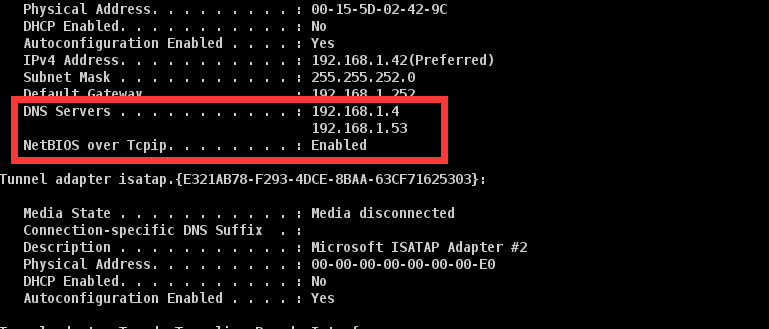 Physical Address. . . . . . . . . : 00-15-5D-02-42-9C
DHCP Enabled. . . . . . . . . . . : No
Autoconfiguration Enabled . . . . : Yes
IPv4 Address. . . . . . . . . . . : 192.168.1.42(Preferred)
Subnet Mask . . . . . . . . . . . : 255.255.252.0
Default Gateway . . . . . . . . . : 192.168.1.252
DNS Servers . . . . . . . . . . . : 192.168.1.4
192.168.1.53
NetBIOS over Tcpip. . . . . . . . : Enabled
Tunnel adapter isatap.{E321AB78-F293-4DCE-8BAA-63CF71625303}:
Media State . . . . . . . . . . . : Media disconnected
Connection-specific DNS Suffix  . :
Description . . . . . . . . . . . : Microsoft ISATAP Adapter #2
Physical Address. . . . . . . . . : 00-00-00-00-00-00-00-E0
DHCP Enabled. . . . . . . . . . . : No
Autoconfiguration Enabled . . . . : Yes